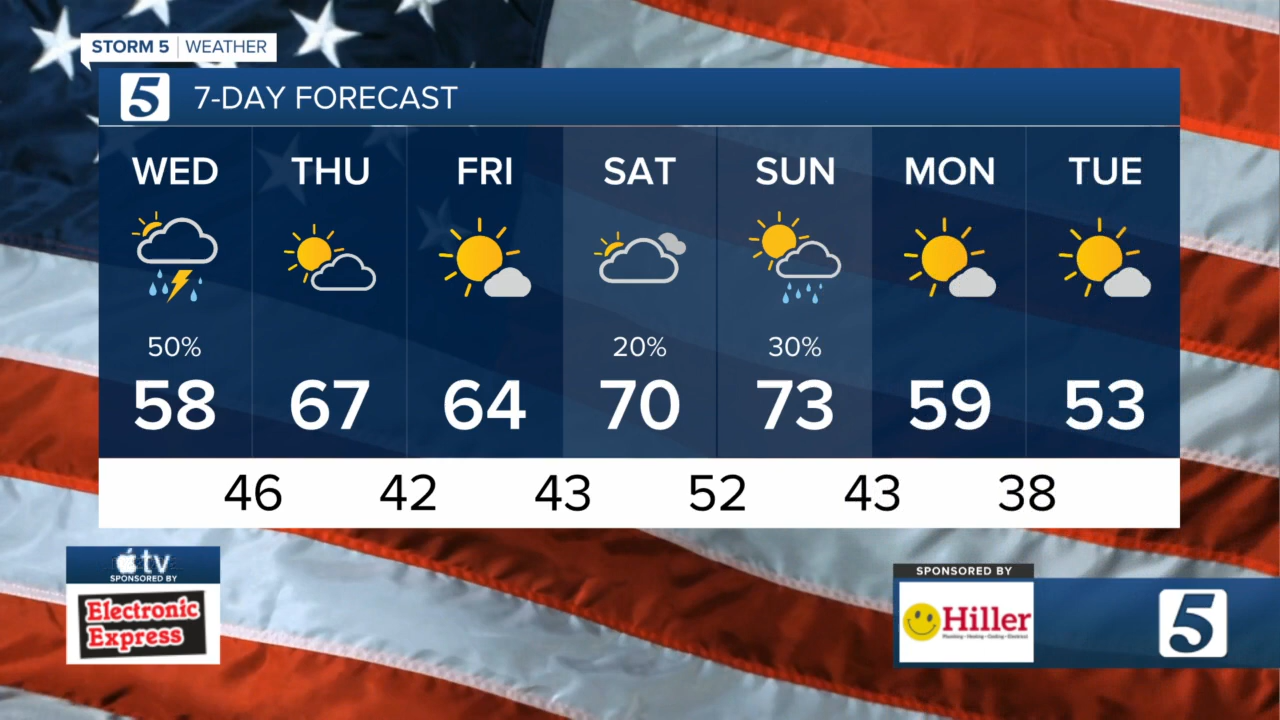 STORM 5 | WEATHER
5 7-DAY FORECAST
WED THU FRI SAT SUN MON TUE
50% 20% 30%
58 67 64 70 73 59 53
46 42 43 52 43 38
tv
SPONSORED BY
Electronic
Express
SPONSORED BY
Hiller
Plumbing • Heating • Cooling • Electrical
5